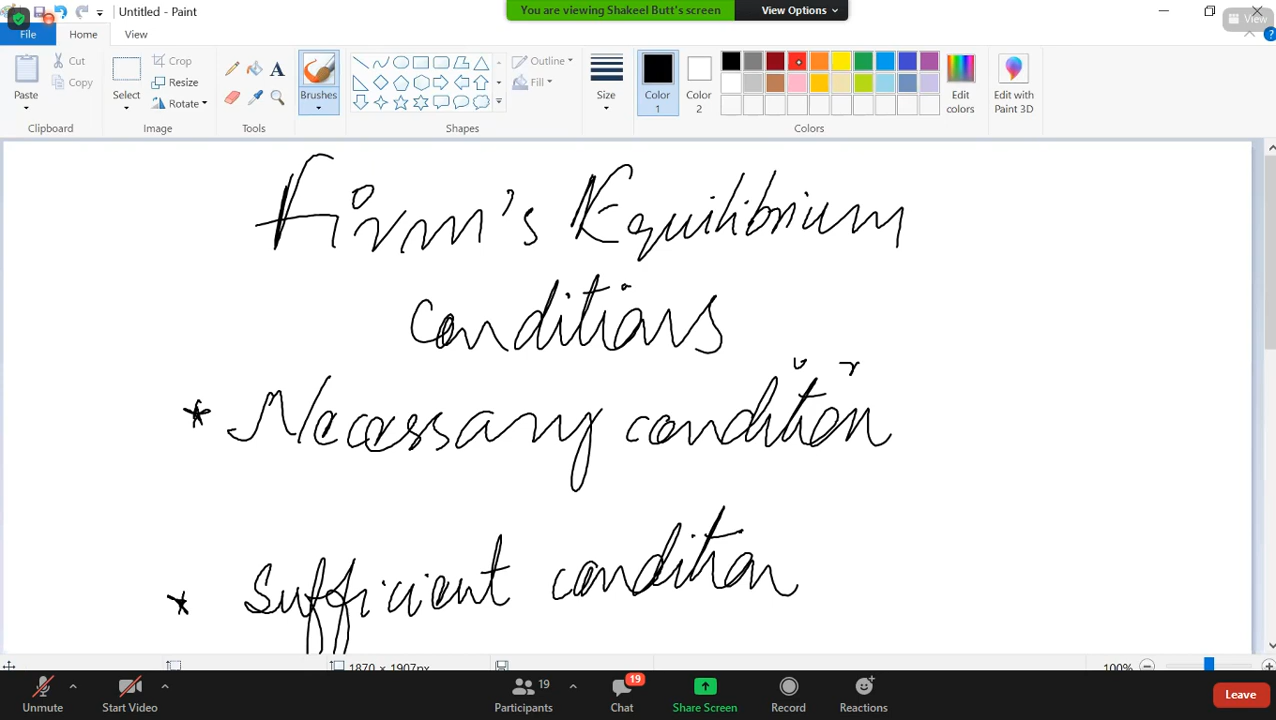 Untitled - Paint
You are viewing Shakeel Butt's screen
View Options
View
File
Home
View
Paste
Cut
Copy
Clipboard
Select
Crop
Resize
Rotate
Image
Tools
Brushes
Shapes
Outline
Fill
Size
Color 1
Color 2
Colors
Edit colors
Edit with Paint 3D
Firm's Equilibrium
conditions
* Necessary condition
* Sufficient condition
1870 × 1907px
100%
Unmute
Start Video
19
Participants
19
Chat
Share Screen
Record
Reactions
Leave